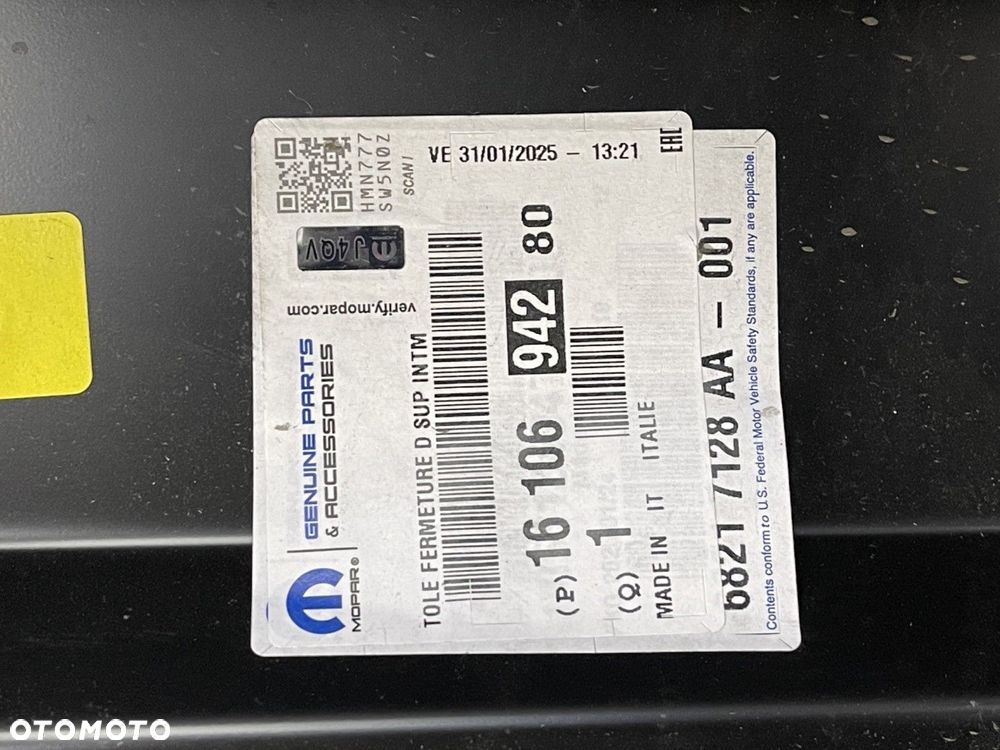 GENUINE PARTS
& ACCESSORIES
MOPAR®
verify.mopar.com
J4QV
HMN777
SW5N0Z
SCAN!
VE 31/01/2025 - 13:21
EAC
TOLE FERMETURE D SUP INTM
(P) 16 106 942 80
(Q) 1
MADE IN IT ITALIE
6821 7128 AA - 001
Contents conform to U.S. Federal Motor Vehicle Safety Standards, if any are applicable.
OTOMOTO